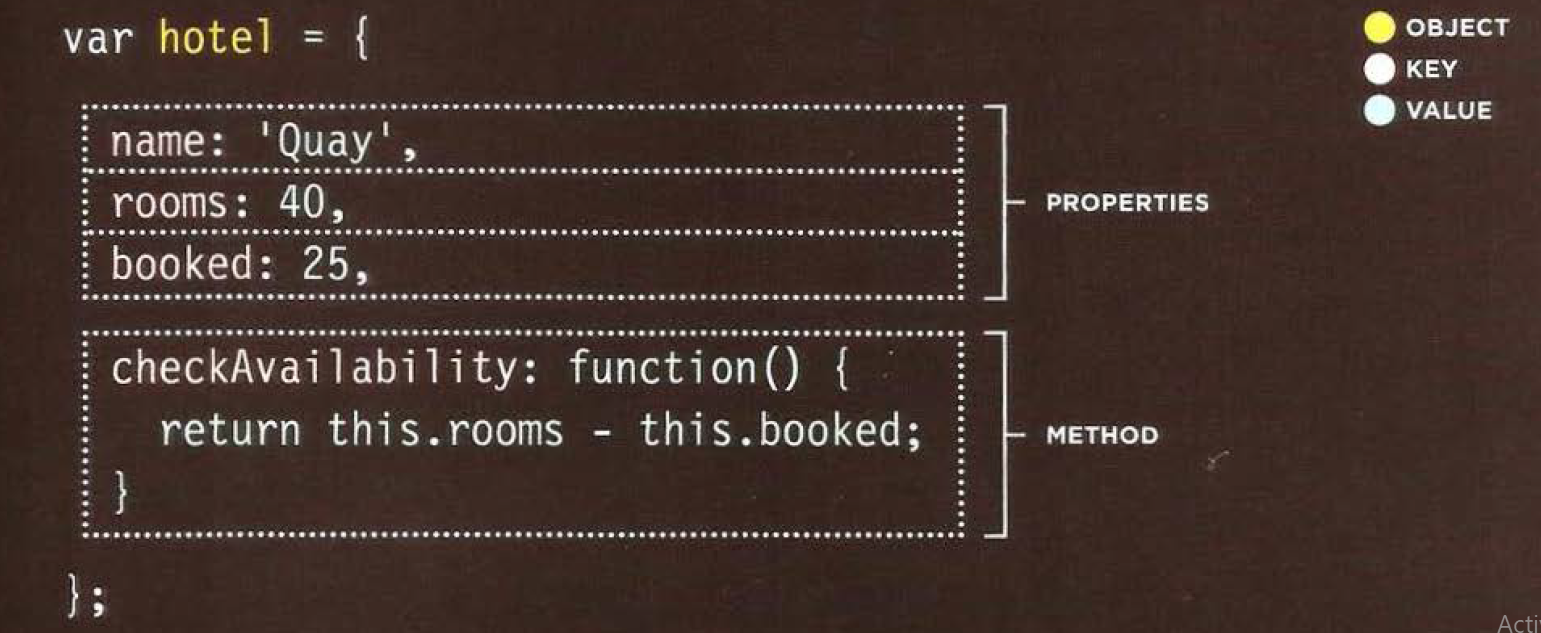 var hotel = {
OBJECT
KEY
VALUE
name: 'Quay',
rooms: 40,
booked: 25,
PROPERTIES
checkAvailability: function() {
return this.rooms - this.booked;
}
METHOD
};
Acti